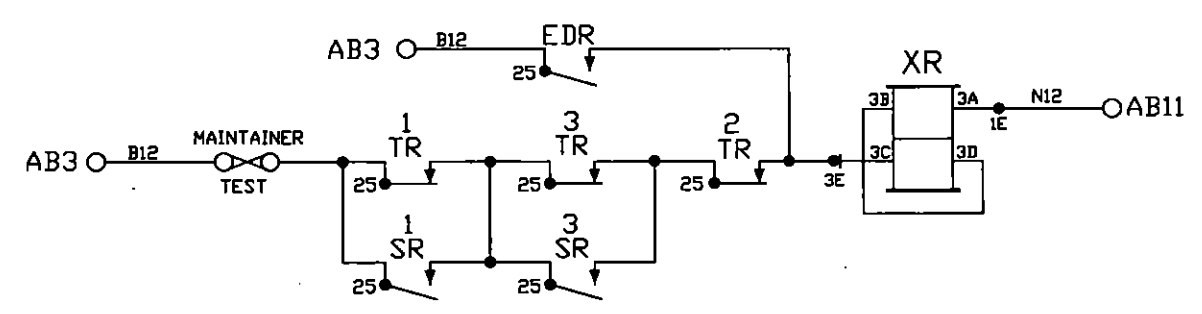 AB3 B12 EDR
25
XR
3B 3A N12 AB11
1E
3C 3D
3E
MAINTAINER
AB3 B12
TEST
1
TR
25
3
TR
25
2
TR
25
1
SR
25
3
SR
25